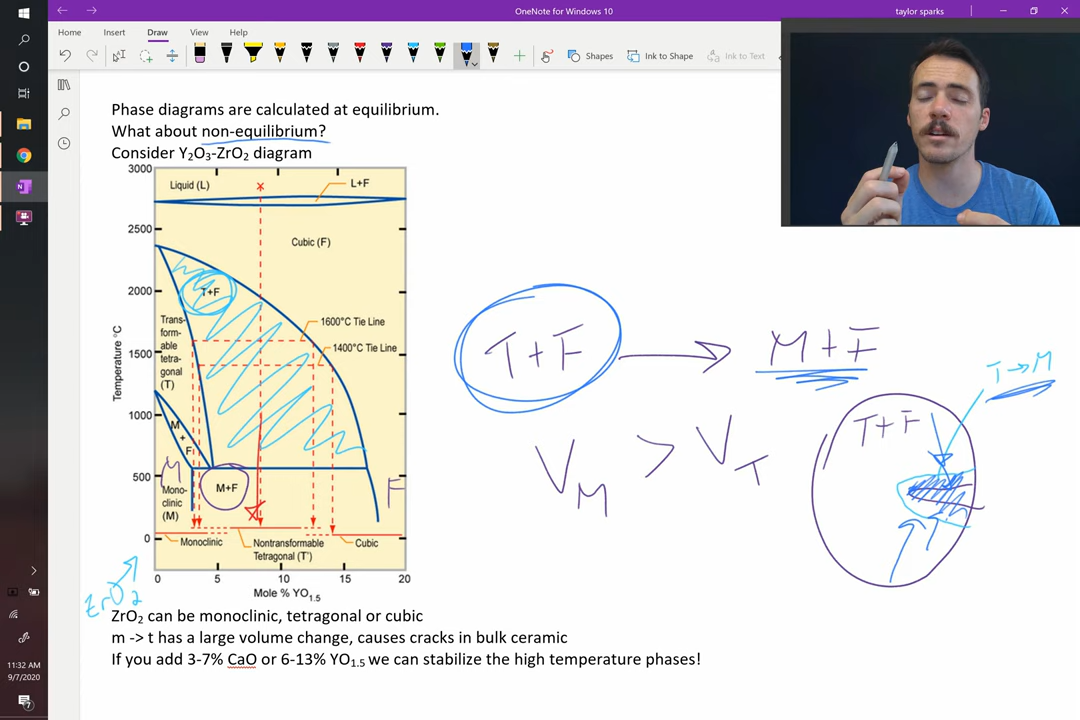 OneNote for Windows 10
taylor sparks
Home
Insert
Draw
View
Help
Shapes
Ink to Shape
Ink to Text
Phase diagrams are calculated at equilibrium.
What about non-equilibrium?
Consider Y₂O₃-ZrO₂ diagram
3000
2500
2000
1500
1000
500
0
Temperature °C
Liquid (L)
L+F
Cubic (F)
T+F
1600°C Tie Line
1400°C Tie Line
Trans-
form-
able
tetra-
gonal
(T)
M
+
F
M
M+F
F
Mono-
clinic
(M)
Monoclinic
Nontransformable
Tetragonal (T')
Cubic
0 5 10 15 20
Mole % YO₁.₅
ZrO₂
T+F → M+F
V_M > V_T
T→M
T+F
ZrO₂ can be monoclinic, tetragonal or cubic
m -> t has a large volume change, causes cracks in bulk ceramic
If you add 3-7% CaO or 6-13% YO₁.₅ we can stabilize the high temperature phases!
11:32 AM
9/7/2020
7